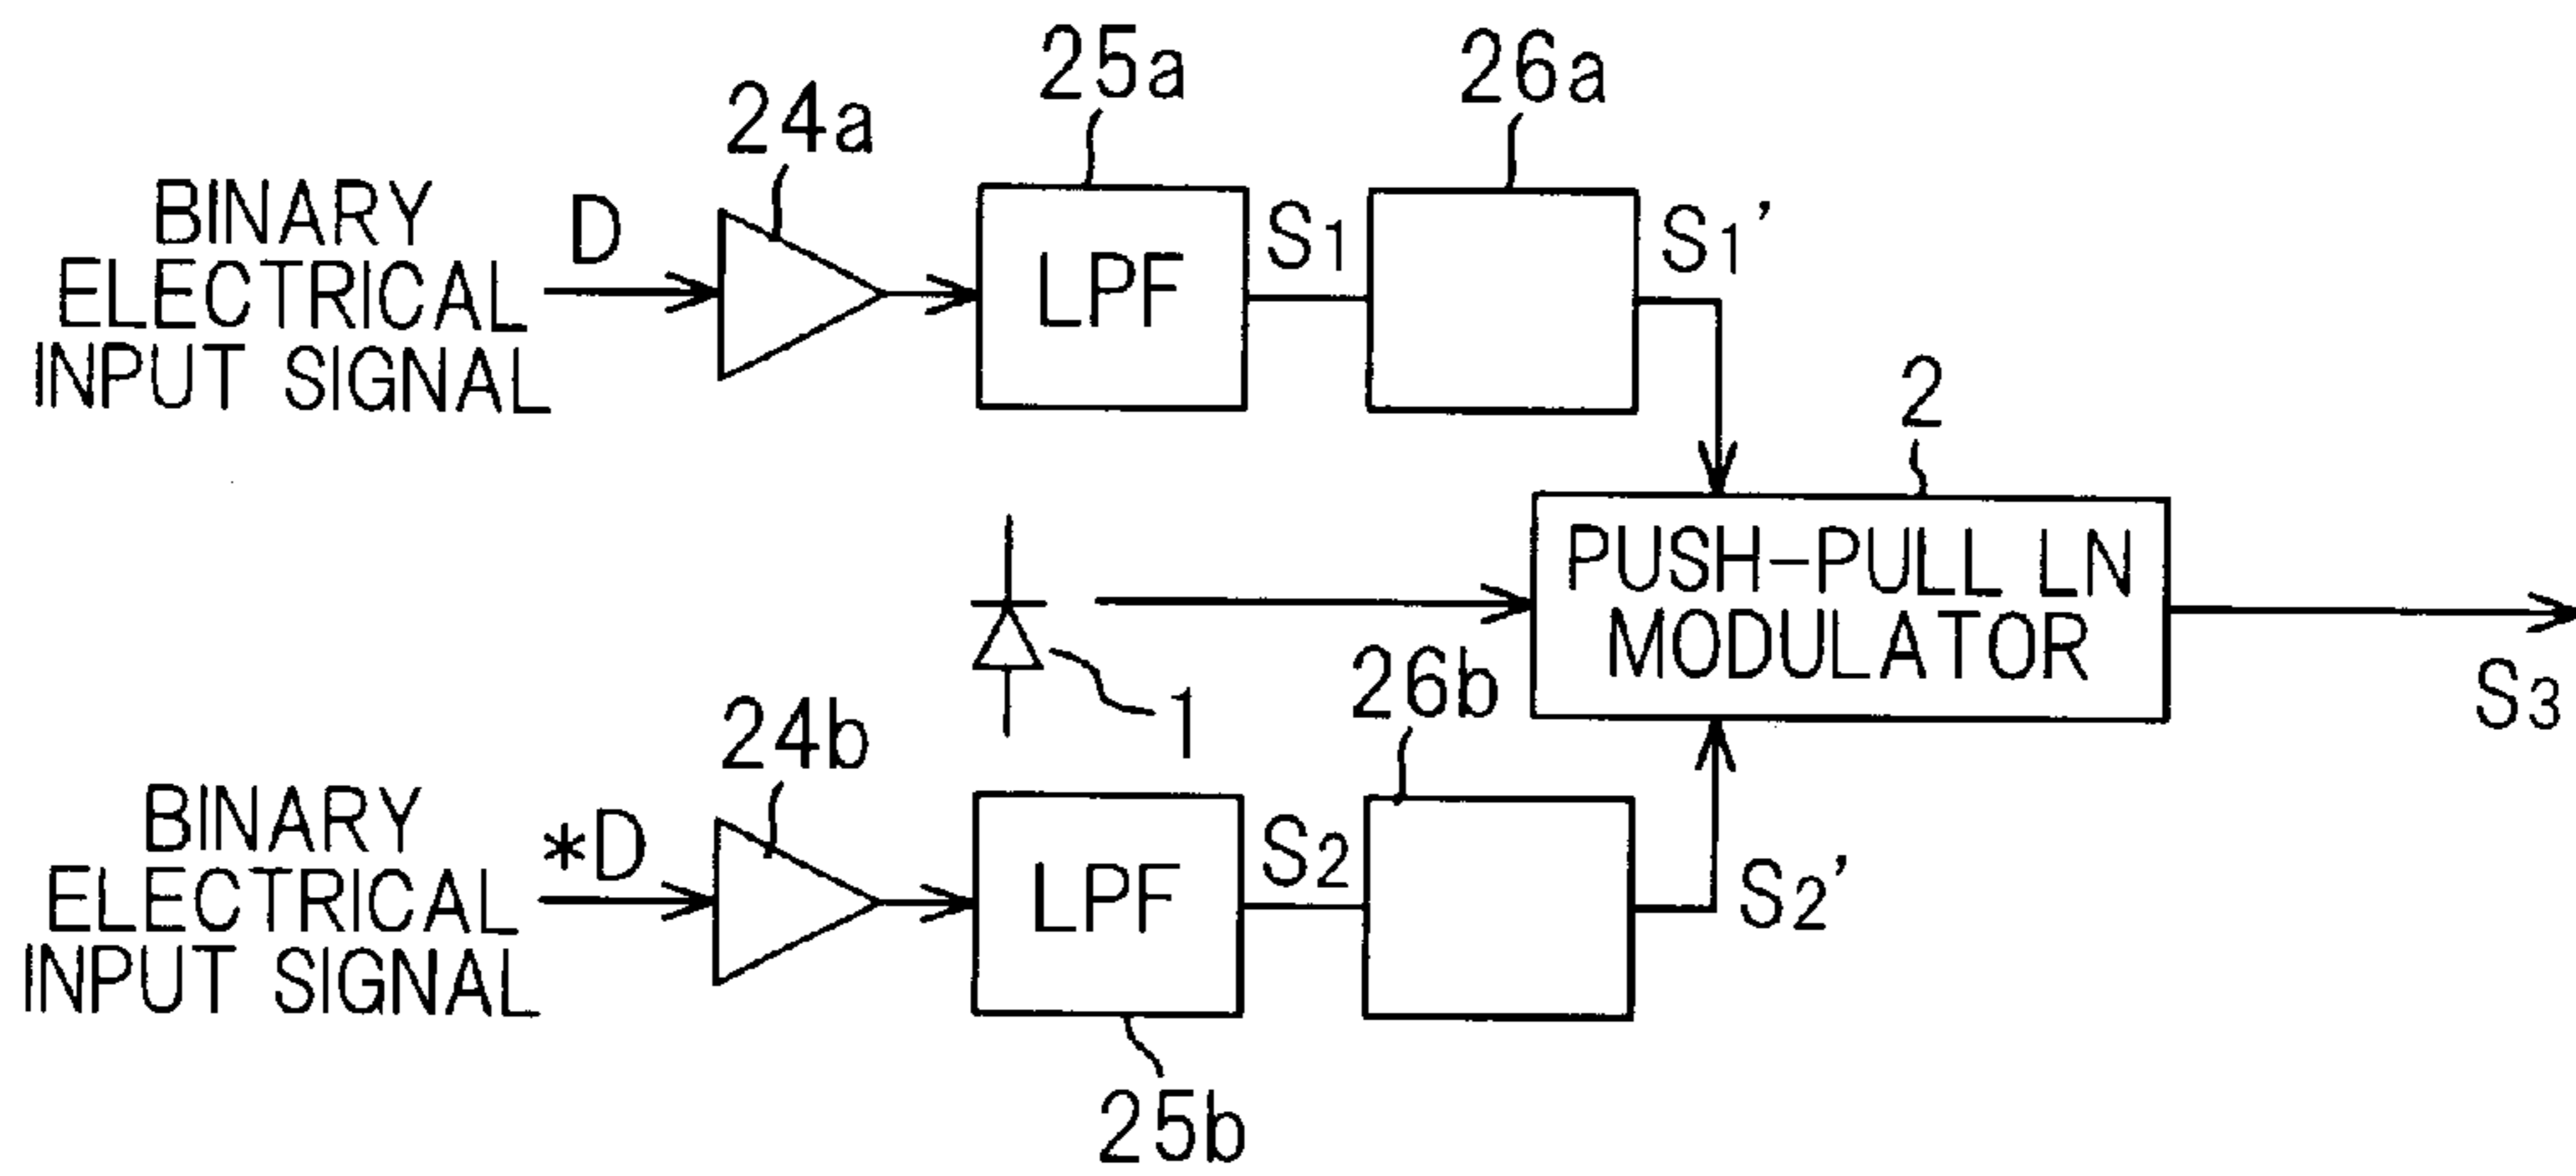 25a
26a
24a
BINARY
ELECTRICAL
INPUT SIGNAL
D
LPF
S1
S1'
2
PUSH-PULL LN
MODULATOR
S3
1
26b
24b
BINARY
ELECTRICAL
INPUT SIGNAL
*D
LPF
S2
S2'
25b